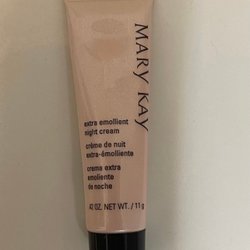 MARY KAY
extra emollient
night cream
crème de nuit
extra-émolliente
crema extra
emoliente
de noche
.42 OZ. NET WT. / 11 g